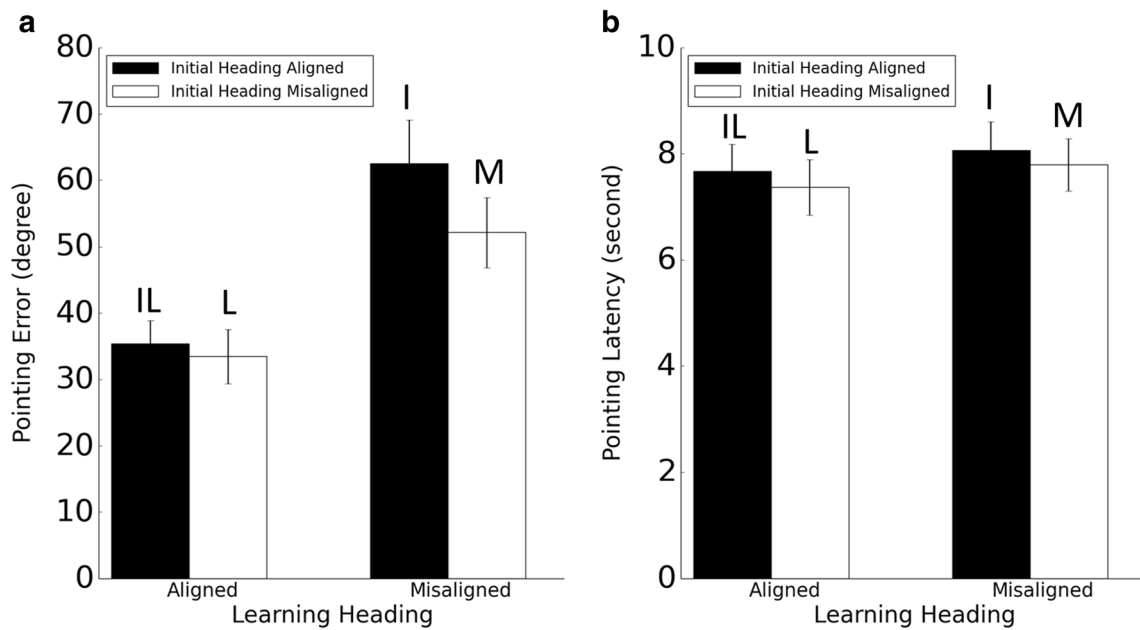 a
80
70
60
50
40
30
20
10
0
Pointing Error (degree)
Initial Heading Aligned
Initial Heading Misaligned
IL
L
I
M
Aligned
Misaligned
Learning Heading
b
10
8
6
4
2
0
Pointing Latency (second)
Initial Heading Aligned
Initial Heading Misaligned
IL
L
I
M
Aligned
Misaligned
Learning Heading